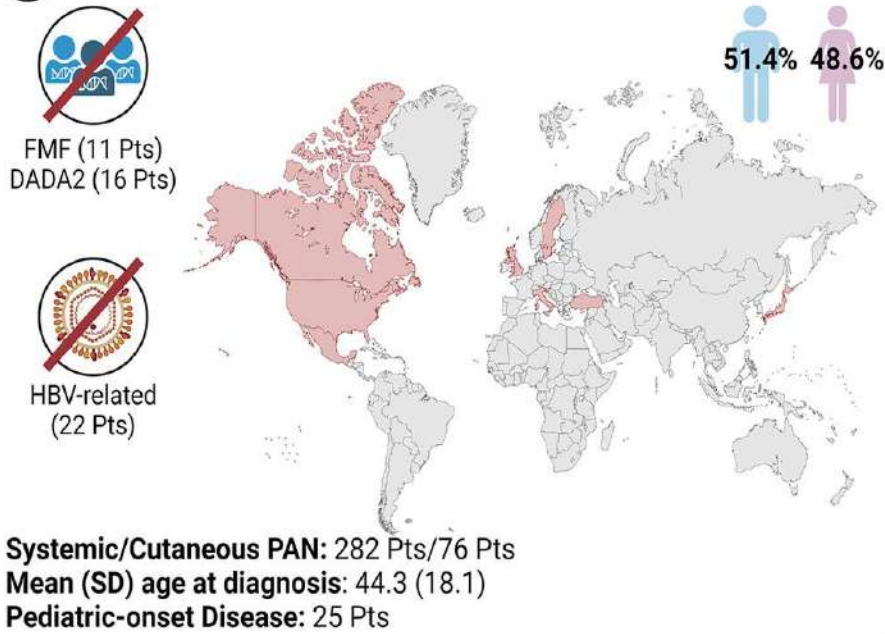 51.4% 48.6%
FMF (11 Pts)
DADA2 (16 Pts)
HBV-related
(22 Pts)
Systemic/Cutaneous PAN: 282 Pts/76 Pts
Mean (SD) age at diagnosis: 44.3 (18.1)
Pediatric-onset Disease: 25 Pts